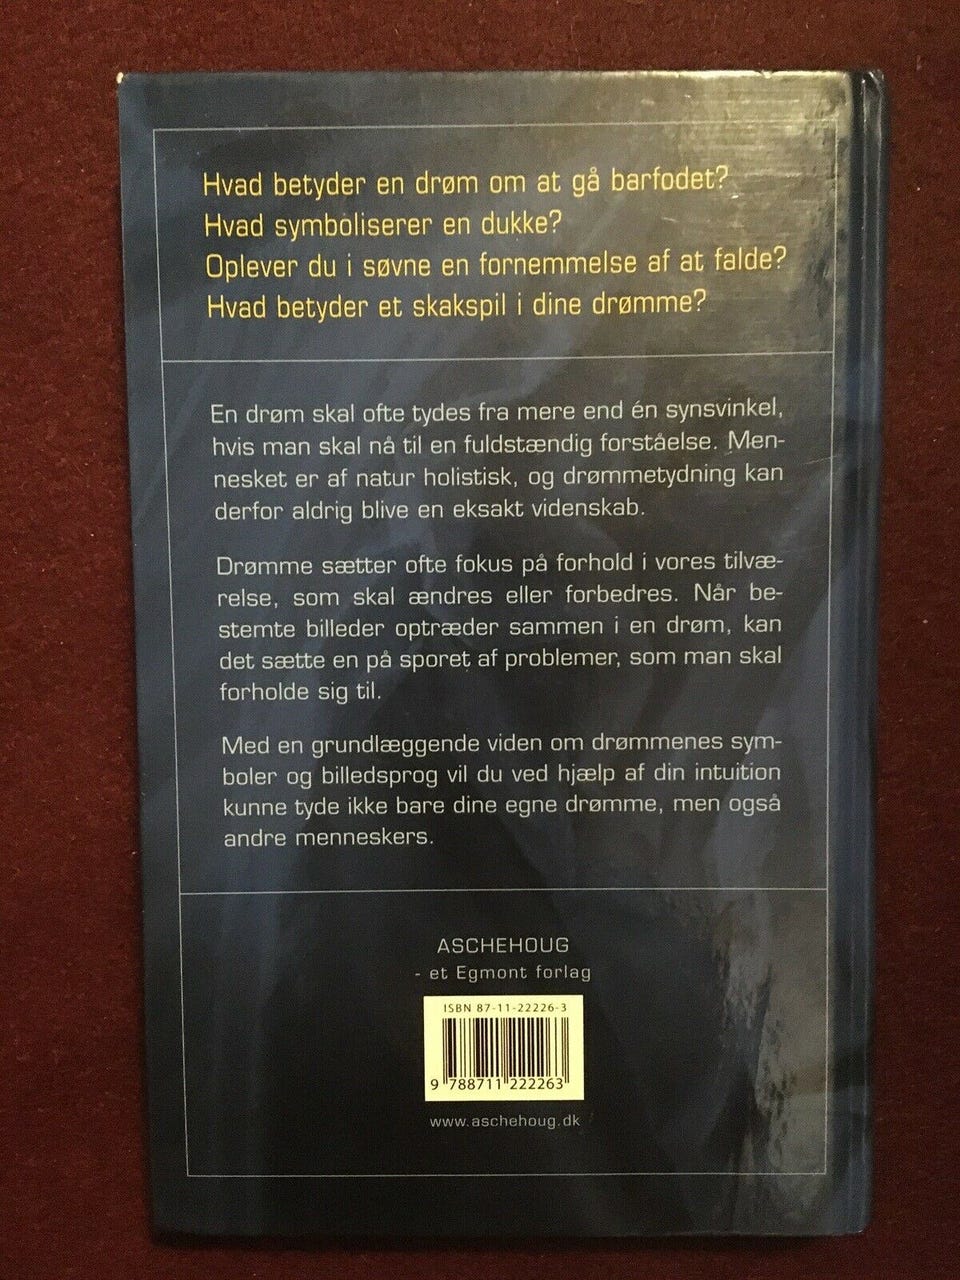 Hvad betyder en drøm om at gå barfodet?
Hvad symboliserer en dukke?
Oplever du i søvne en fornemmelse af at falde?
Hvad betyder et skakspil i dine drømme?
En drøm skal ofte tydes fra mere end én synsvinkel,
hvis man skal nå til en fuldstændig forståelse. Men-
nesket er af natur holistisk, og drømmetydning kan
derfor aldrig blive en eksakt videnskab.
Drømme sætter ofte fokus på forhold i vores tilvæ-
relse, som skal ændres eller forbedres. Når be-
stemte billeder optræder sammen i en drøm, kan
det sætte en på sporet af problemer, som man skal
forholde sig til.
Med en grundlæggende viden om drømmenes sym-
boler og billedsprog vil du ved hjælp af din intuition
kunne tyde ikke bare dine egne drømme, men også
andre menneskers.
ASCHEHOUG
- et Egmont forlag
ISBN 87-11-22226-3
9 788711 222263
www.aschehoug.dk